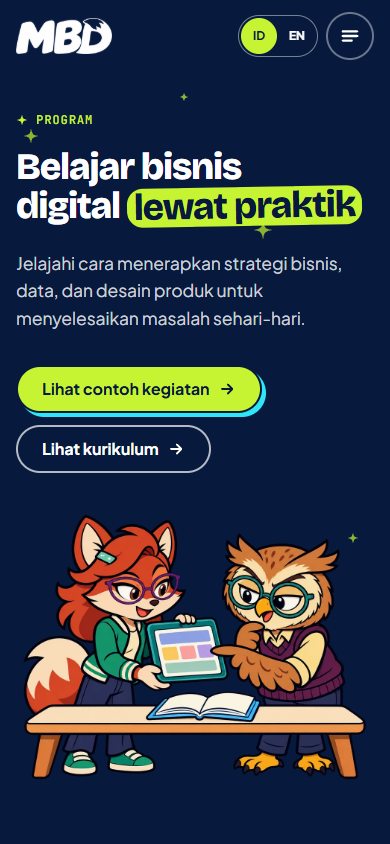 MBD
ID EN
PROGRAM
Belajar bisnis
digital lewat praktik
Jelajahi cara menerapkan strategi bisnis,
data, dan desain produk untuk
menyelesaikan masalah sehari-hari.
Lihat contoh kegiatan →
Lihat kurikulum →